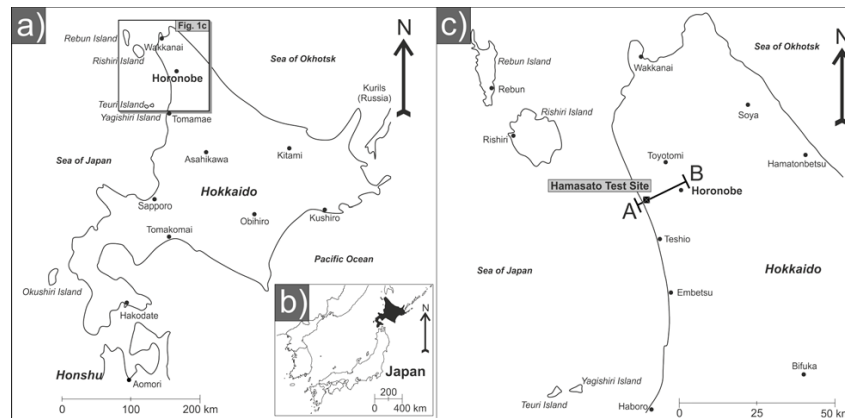 a)
Fig. 1c
N
Rebun Island
Wakkanai
Sea of Okhotsk
Rishiri Island
Horonobe
Kurils
(Russia)
Teuri Island
Yagishiri Island
Tomamae
Sea of Japan
Asahikawa
Kitami
Hokkaido
Sapporo
Obihiro
Kushiro
Tomakomai
Pacific Ocean
Okushiri Island
Hakodate
Honshu
Aomori
0
100
200 km
b)
N
Japan
200
0
400 km
c)
N
Sea of Okhotsk
Wakkanai
Rebun Island
Rebun
Soya
Rishiri Island
Rishiri
Toyotomi
Hamatonbetsu
B
Hamasato Test Site
Horonobe
A
Teshio
Sea of Japan
Hokkaido
Embetsu
Bifuka
Yagishiri Island
Teuri Island
Haboro
0
25
50 km